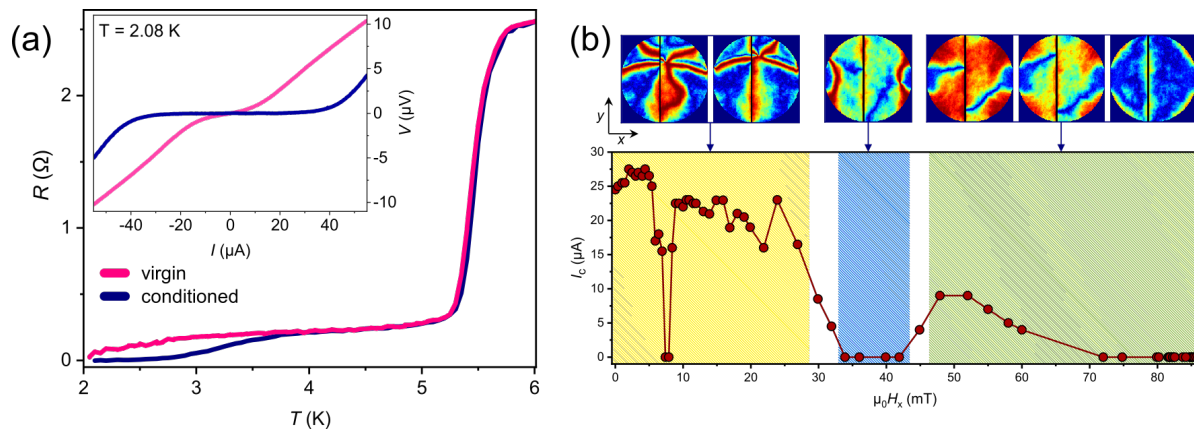 (a)
T = 2.08 K
10
5
0
-5
-10
V (µV)
-40
-20
0
20
40
I (µA)
2
1
0
R (Ω)
virgin
conditioned
2
3
4
5
6
T (K)
(b)
y
x
30
25
20
15
10
5
0
Ic (µA)
0
10
20
30
40
50
60
70
80
µ0Hx (mT)